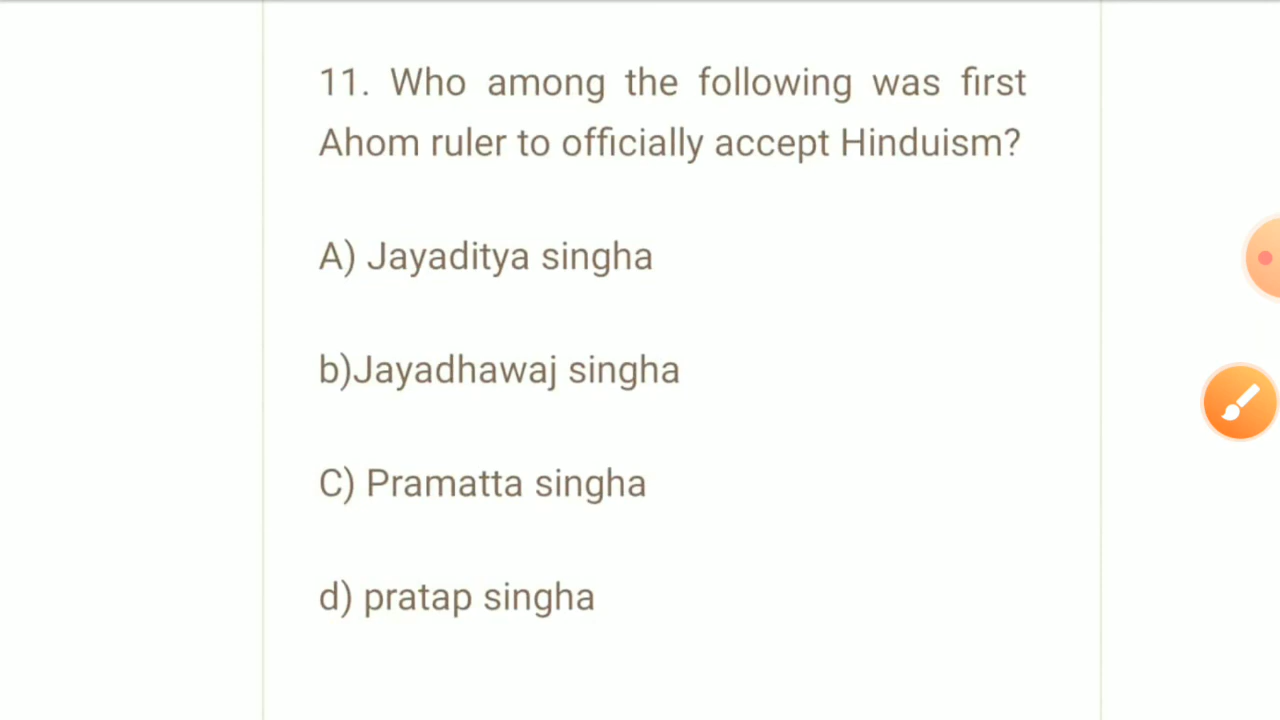 11. Who among the following was first
Ahom ruler to officially accept Hinduism?
A) Jayaditya singha
b)Jayadhawaj singha
C) Pramatta singha
d) pratap singha